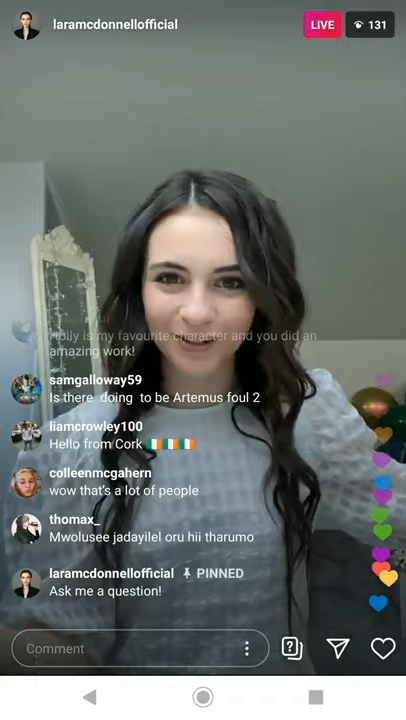 laramcdonnellofficial
LIVE
131
Holly is my favourite character and you did an
amazing work!
samgalloway59
Is there doing to be Artemus foul 2
liamcrowley100
Hello from Cork 🇮🇪🇮🇪🇮🇪
colleenmcgahern
wow that's a lot of people
thomax_
Mwolusee jadayilel oru hii tharumo
laramcdonnellofficial PINNED
Ask me a question!
Comment